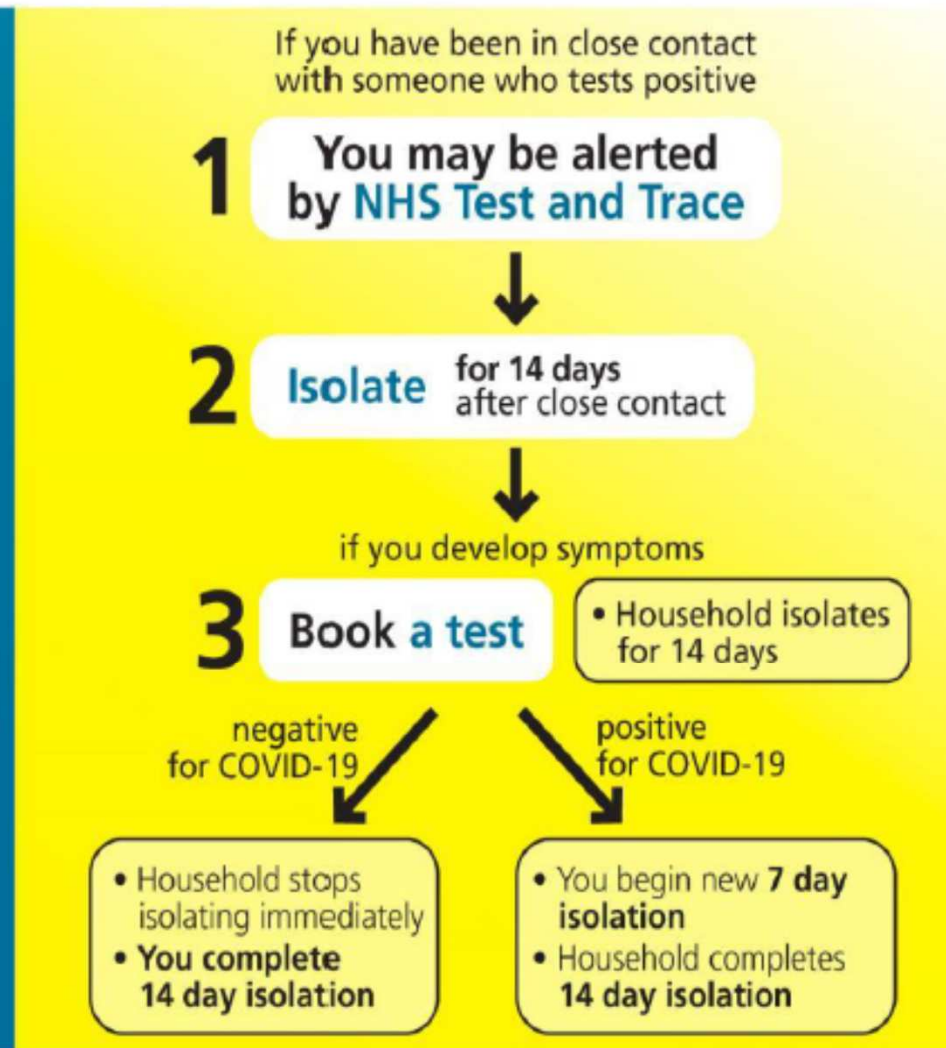 If you have been in close contact
with someone who tests positive
1
You may be alerted
by NHS Test and Trace
2
Isolate
for 14 days
after close contact
if you develop symptoms
3
Book a test
• Household isolates
for 14 days
negative
for COVID-19
positive
for COVID-19
• Household stops
isolating immediately
• You complete
14 day isolation
• You begin new 7 day
isolation
• Household completes
14 day isolation